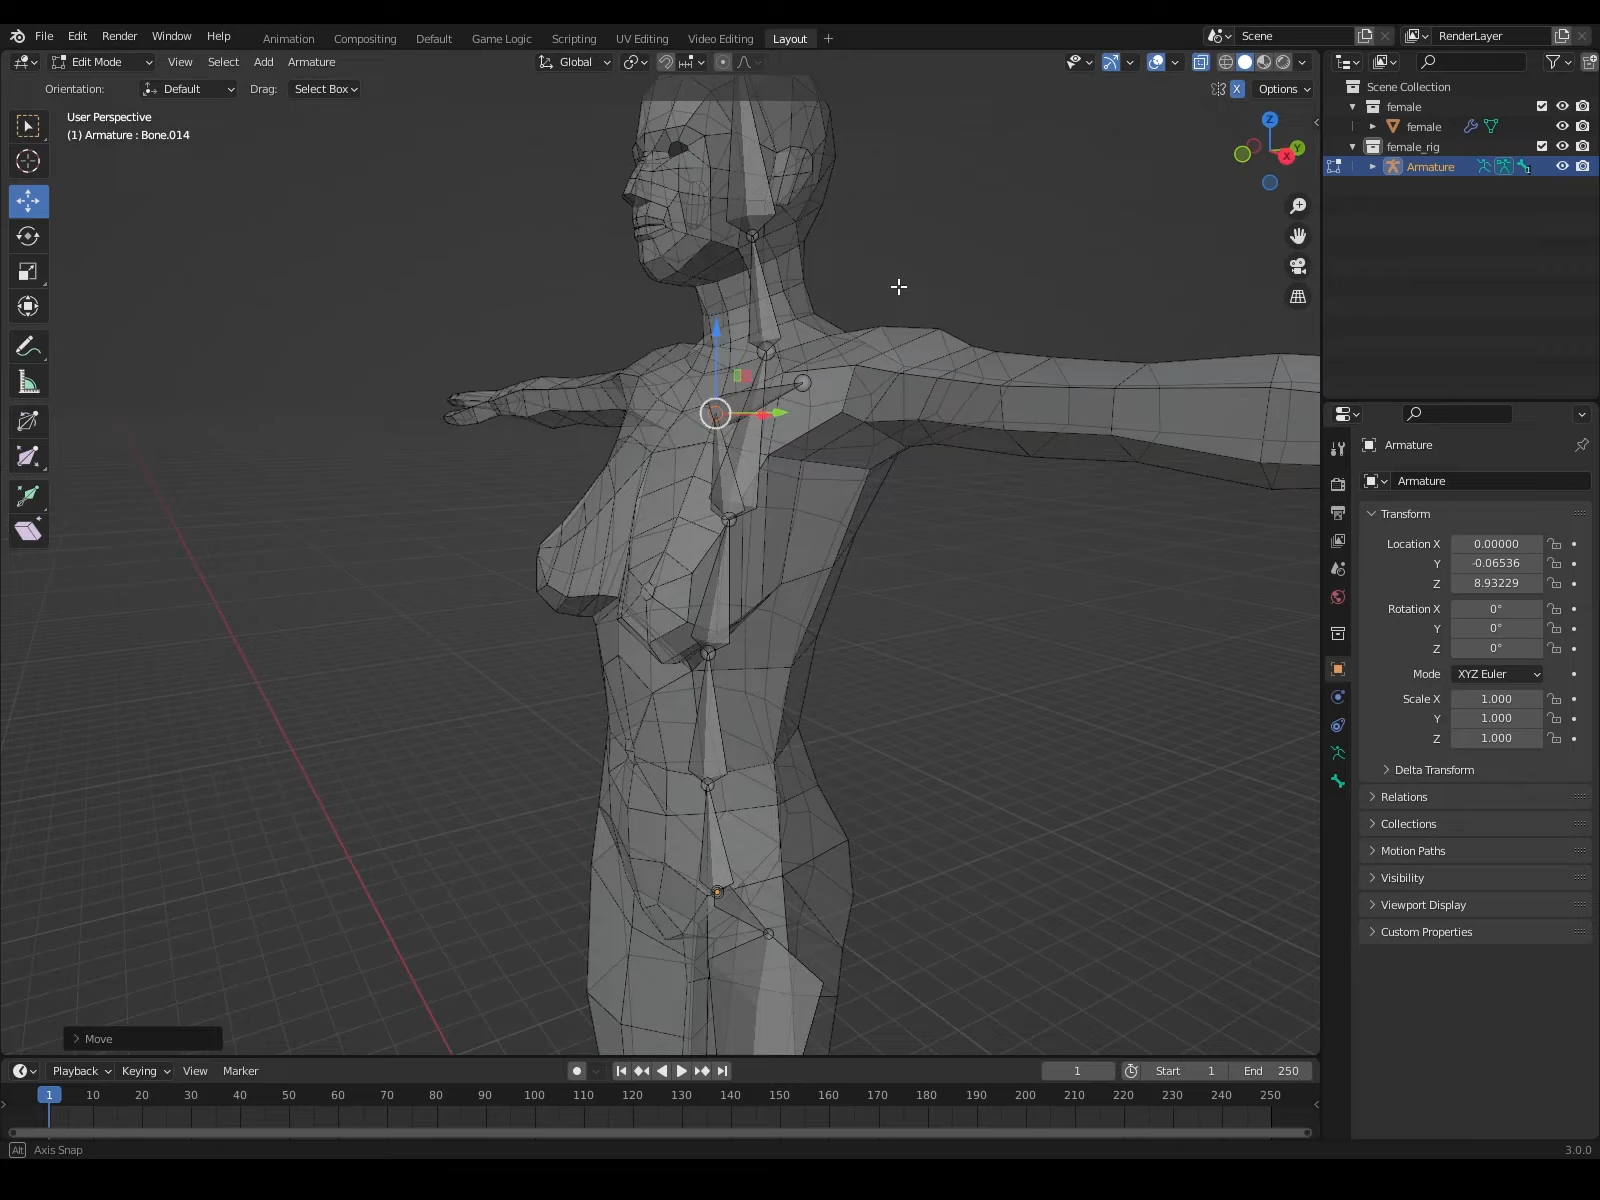 File Edit Render Window Help
Animation Compositing Default Game Logic Scripting UV Editing Video Editing Layout +
Scene RenderLayer
Edit Mode View Select Add Armature Global
Orientation: Default Drag: Select Box X Options
User Perspective
(1) Armature : Bone.014
Z
Y
X
Scene Collection
female
female
female_rig
Armature 1
Armature
Armature
Transform
Location X 0.00000
Y -0.06536
Z 8.93229
Rotation X 0°
Y 0°
Z 0°
Mode XYZ Euler
Scale X 1.000
Y 1.000
Z 1.000
Delta Transform
Relations
Collections
Motion Paths
Visibility
Viewport Display
Custom Properties
Move
Playback Keying View Marker 1 Start 1 End 250
1 10 20 30 40 50 60 70 80 90 100 110 120 130 140 150 160 170 180 190 200 210 220 230 240 250
Alt Axis Snap 3.0.0